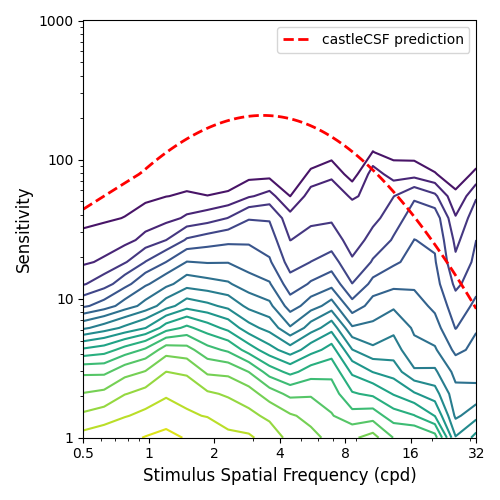 castleCSF prediction
1000
100
10
1
Sensitivity
0.5 1 2 4 8 16 32
Stimulus Spatial Frequency (cpd)